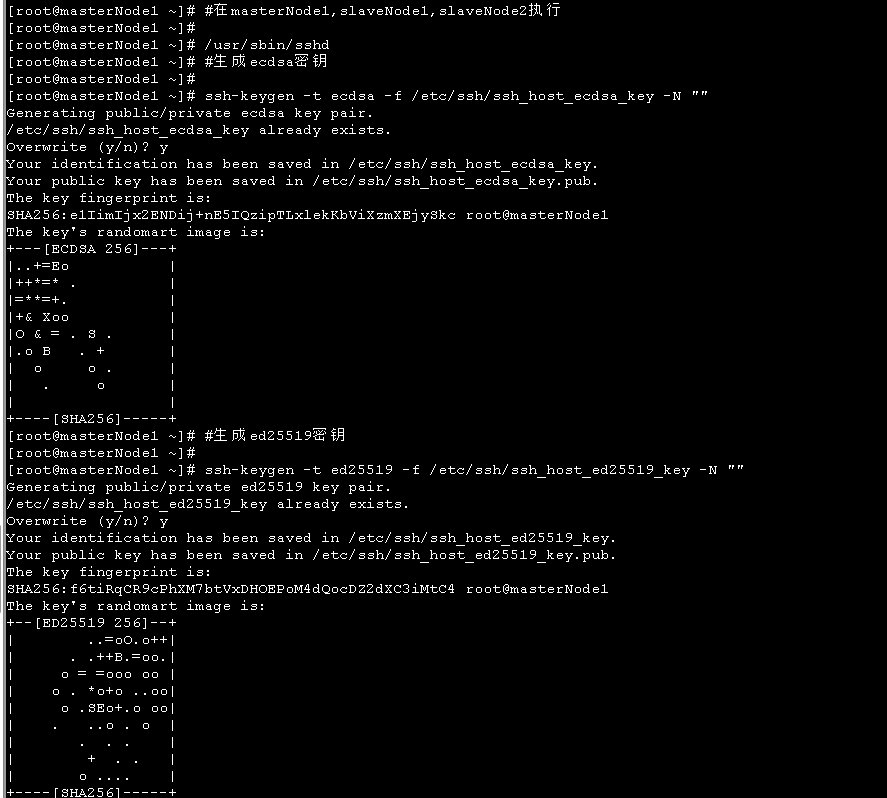 [root@masterNode1 ~]# #在masterNode1,slaveNode1,slaveNode2执行
[root@masterNode1 ~]#
[root@masterNode1 ~]# /usr/sbin/sshd
[root@masterNode1 ~]# #生成ecdsa密钥
[root@masterNode1 ~]#
[root@masterNode1 ~]# ssh-keygen -t ecdsa -f /etc/ssh/ssh_host_ecdsa_key -N ""
Generating public/private ecdsa key pair.
/etc/ssh/ssh_host_ecdsa_key already exists.
Overwrite (y/n)? y
Your identification has been saved in /etc/ssh/ssh_host_ecdsa_key.
Your public key has been saved in /etc/ssh/ssh_host_ecdsa_key.pub.
The key fingerprint is:
SHA256:e1IimIjx2ENDij+nE5IQzipTLxlekKbViXzmXEjySkc root@masterNode1
The key's randomart image is:
+---[ECDSA 256]---+
|..+=Eo           |
|++*=* .          |
|=**=+.           |
|+& Xoo           |
|O & = . S .      |
|.o B   . +       |
|  o     o .      |
|   .     o       |
|                 |
+----[SHA256]-----+
[root@masterNode1 ~]# #生成ed25519密钥
[root@masterNode1 ~]#
[root@masterNode1 ~]# ssh-keygen -t ed25519 -f /etc/ssh/ssh_host_ed25519_key -N ""
Generating public/private ed25519 key pair.
/etc/ssh/ssh_host_ed25519_key already exists.
Overwrite (y/n)? y
Your identification has been saved in /etc/ssh/ssh_host_ed25519_key.
Your public key has been saved in /etc/ssh/ssh_host_ed25519_key.pub.
The key fingerprint is:
SHA256:f6tiRqCR9cPhXM7btVxDHOEPoM4dQocDZ2dXC3iMtC4 root@masterNode1
The key's randomart image is:
+--[ED25519 256]--+
|        ..=oO.o++|
|      . .++B.=oo.|
|     o = =ooo oo |
|    o . *o+o ..oo|
|     o .SEo+.o oo|
|    .   ..o . o  |
|       .  . .    |
|        +  . .   |
|       o ....    |
+----[SHA256]-----+